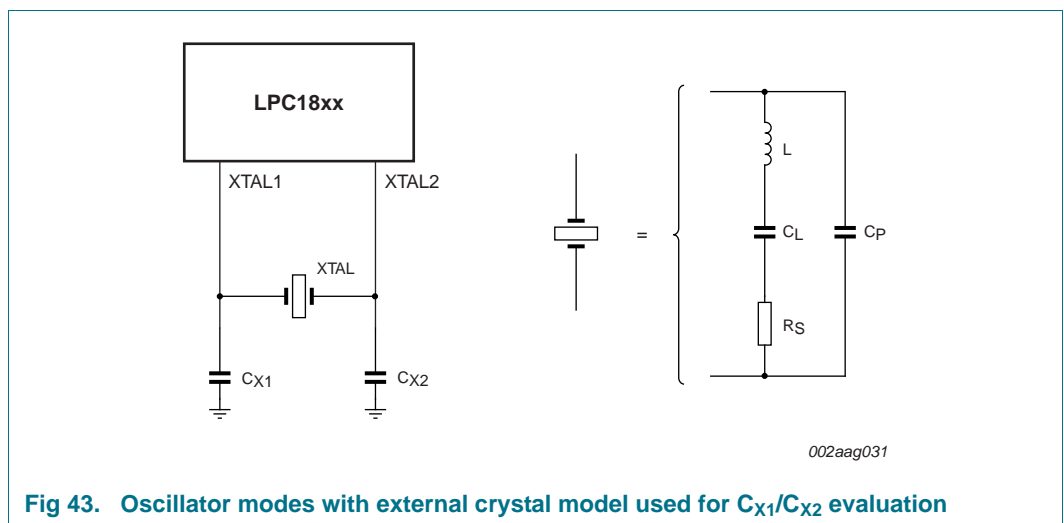 LPC18xx
XTAL1
XTAL2
XTAL
CX1
CX2
=
L
CL
CP
RS
002aag031
Fig 43. Oscillator modes with external crystal model used for CX1/CX2 evaluation